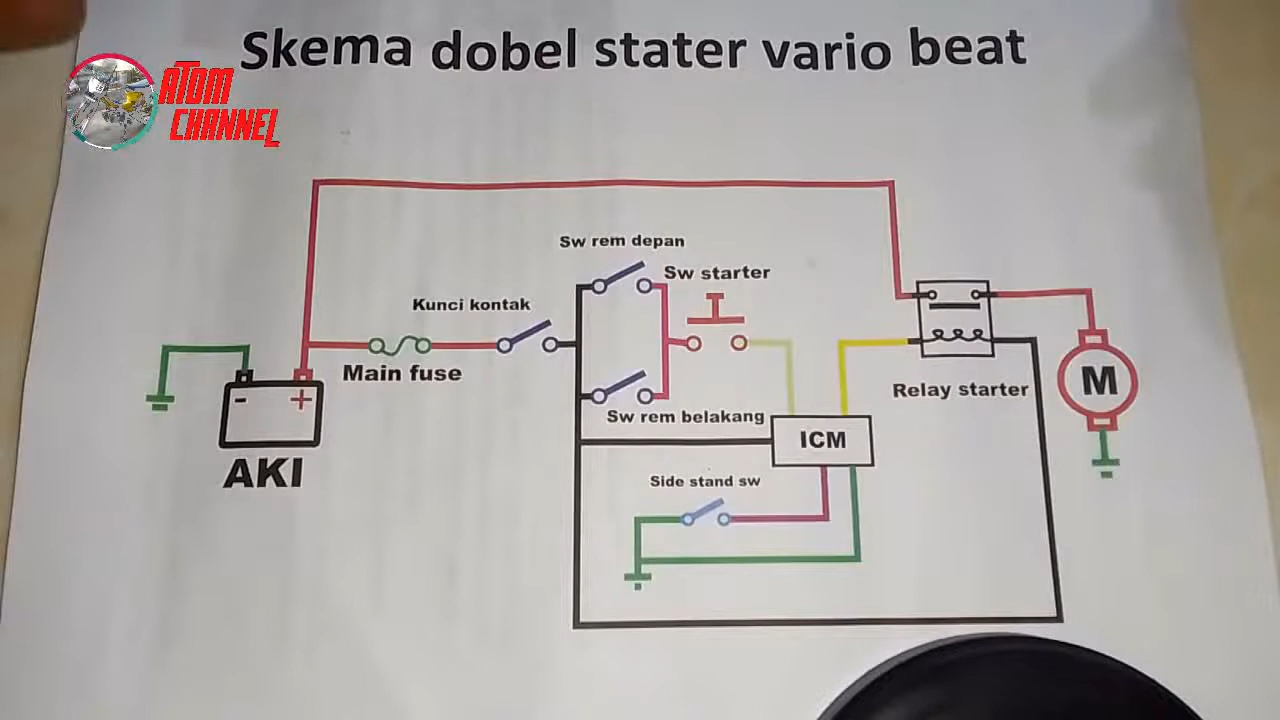 Skema dobel stater vario beat
ATOM
CHANNEL
Sw rem depan
Sw starter
Kunci kontak
Main fuse
Sw rem belakang
Relay starter
M
- +
ICM
AKI
Side stand sw